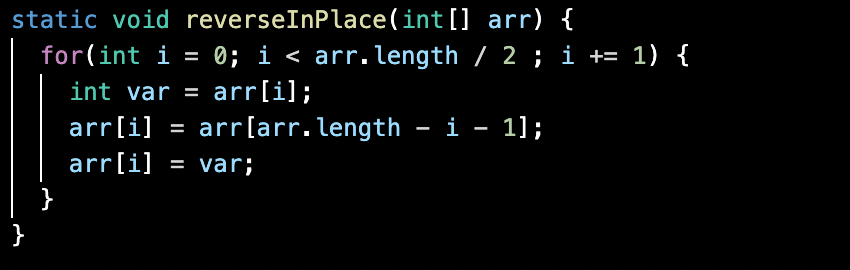 static void reverseInPlace(int[] arr) {
for(int i = 0; i < arr.length / 2 ; i += 1) {
int var = arr[i];
arr[i] = arr[arr.length - i - 1];
arr[i] = var;
}
}